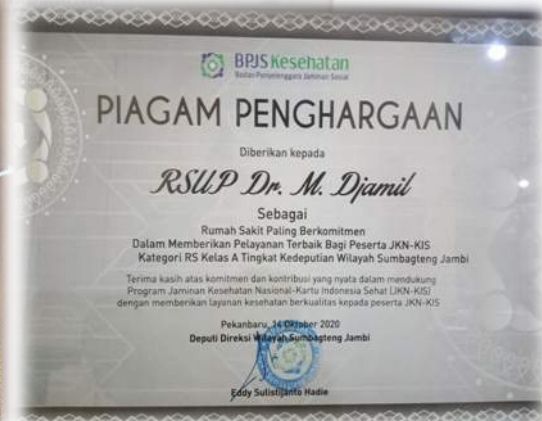 BPJS Kesehatan
Badan Penyelenggara Jaminan Sosial
PIAGAM PENGHARGAAN
Diberikan kepada
RSUP Dr. M. Djamil
Sebagai
Rumah Sakit Paling Berkomitmen
Dalam Memberikan Pelayanan Terbaik Bagi Peserta JKN-KIS
Kategori RS Kelas A Tingkat Kedeputian Wilayah Sumbagteng Jambi
Terima kasih atas komitmen dan kontribusi yang nyata dalam mendukung
Program Jaminan Kesehatan Nasional-Kartu Indonesia Sehat (JKN-KIS)
dengan memberikan layanan kesehatan berkualitas kepada peserta JKN-KIS
Pekanbaru, 14 Oktober 2020
Deputi Direksi Wilayah Sumbagteng Jambi
Eddy Sulistijanto Hadie